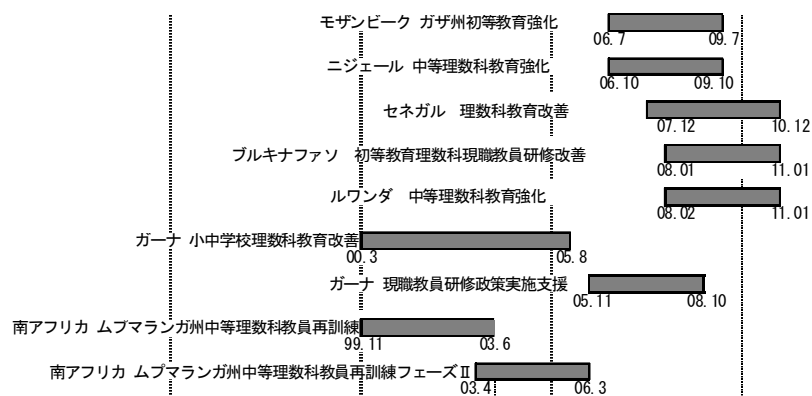 モザンビーク ガザ州初等教育強化
06.7 09.7
ニジェール 中等理数科教育強化
06.10 09.10
セネガル 理数科教育改善
07.12 10.12
ブルキナファソ 初等教育理数科現職教員研修改善
08.01 11.01
ルワンダ 中等理数科教育強化
08.02 11.01
ガーナ 小中学校理数科教育改善
00.3 05.8
ガーナ 現職教員研修政策実施支援
05.11 08.10
南アフリカ ムプマランガ州中等理数科教員再訓練
99.11 03.6
南アフリカ ムプマランガ州中等理数科教員再訓練フェーズⅡ
03.4 06.3